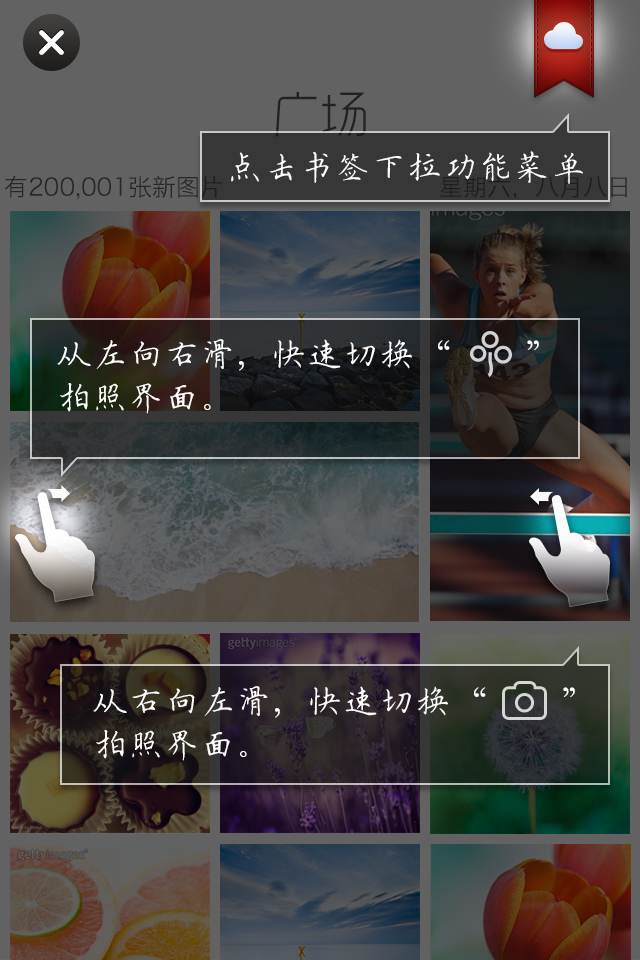 广场
点击书签下拉功能菜单
有200,001张新图片
星期六，八月八日
images
从左向右滑，快速切换“ ”
拍照界面。
gettyimages
从右向左滑，快速切换“ ”
拍照界面。
gettyimages